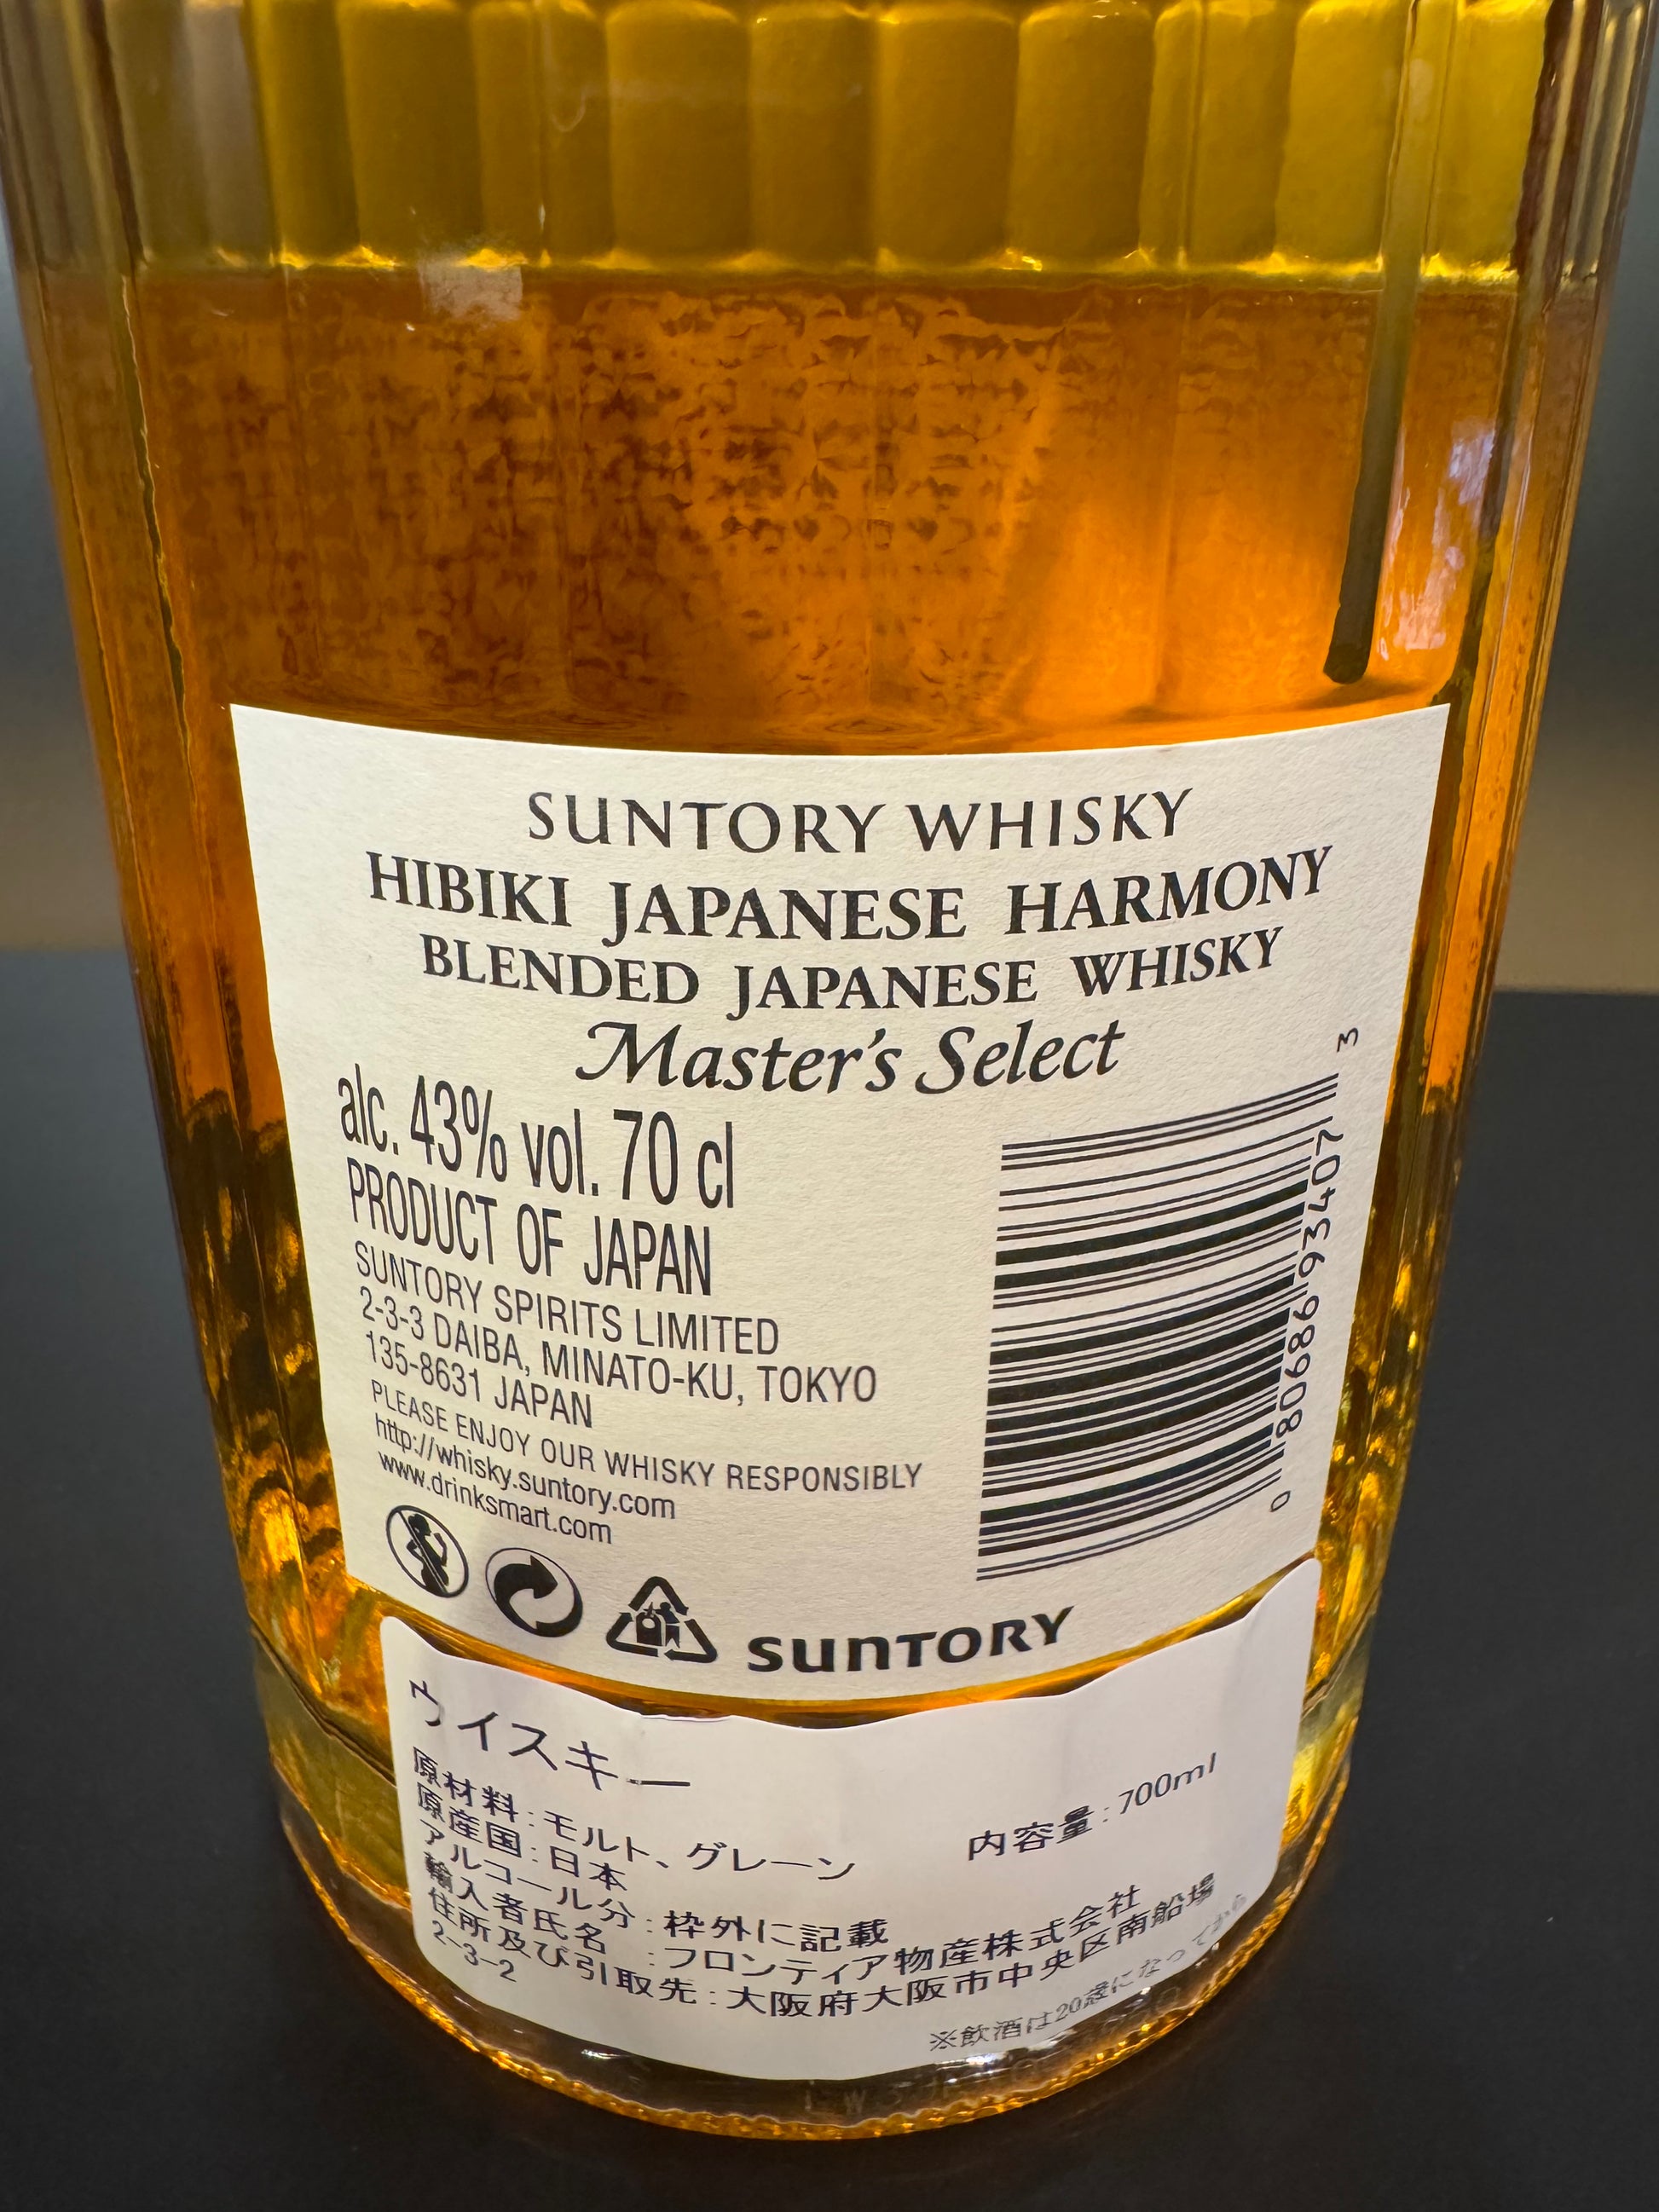 SUNTORY WHISKY
HIBIKI JAPANESE HARMONY
BLENDED JAPANESE WHISKY
Master's Select
alc. 43% vol. 70 cl
PRODUCT OF JAPAN
SUNTORY SPIRITS LIMITED
2-3-3 DAIBA, MINATO-KU, TOKYO
135-8631 JAPAN
PLEASE ENJOY OUR WHISKY RESPONSIBLY
http://whisky.suntory.com
www.drinksmart.com
0 80686 93407 3
SUNTORY
ウイスキー
原材料:モルト、グレーン
内容量:700ml
原産国:日本
アルコール分:枠外に記載
輸入者氏名:フロンティア物産株式会社
住所及び引取先:大阪府大阪市中央区南船場
2-3-2
※飲酒は20歳になってから